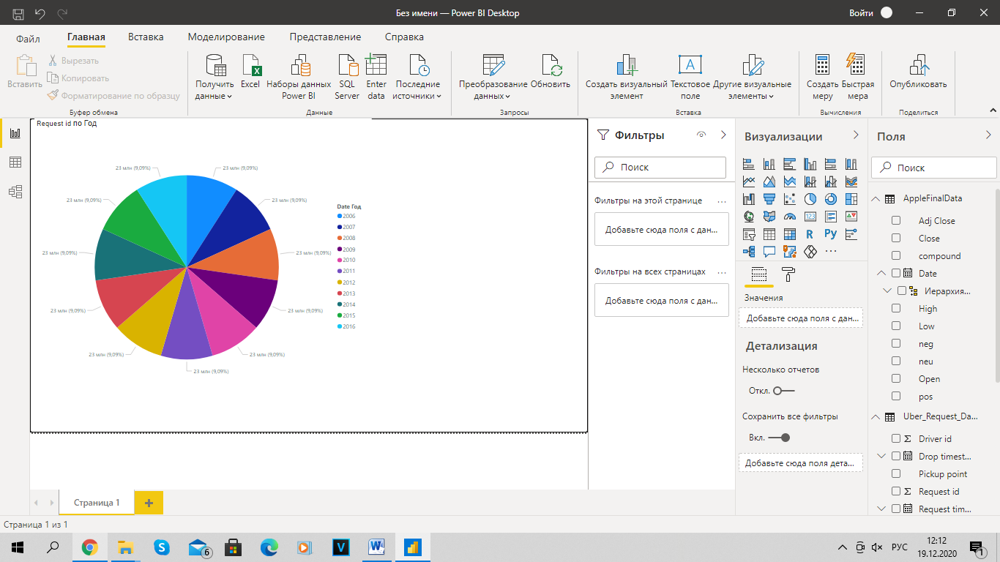 Без имени — Power BI Desktop
Войти
Файл
Главная
Вставка
Моделирование
Представление
Справка
Вставить
Вырезать
Копировать
Форматирование по образцу
Буфер обмена
Получить данные
Excel
Наборы данных Power BI
SQL Server
Enter data
Последние источники
Данные
Преобразование данных
Обновить
Запросы
Создать визуальный элемент
A
Текстовое поле
Другие визуальные элементы
Вставка
Создать меру
Быстрая мера
Вычисления
Опубликовать
Поделиться
Request id по Год
23 млн (9,09%)
23 млн (9,09%)
23 млн (9,09%)
23 млн (9,09%)
23 млн (9,09%)
23 млн (9,09%)
23 млн (9,09%)
23 млн (9,09%)
23 млн (9,09%)
23 млн (9,09%)
23 млн (9,09%)
Date Год
2006
2007
2008
2009
2010
2011
2012
2013
2014
2015
2016
Фильтры
Поиск
Фильтры на этой странице ...
Добавьте сюда поля с дан...
Фильтры на всех страницах ...
Добавьте сюда поля с дан...
Визуализации
123
R
Py
...
Значения
Добавьте сюда поля с дан...
Детализация
Несколько отчетов
Откл.
Сохранить все фильтры
Вкл.
Добавьте сюда поля дета...
Поля
Поиск
AppleFinalData
Adj Close
Close
compound
Date
Иерархия...
High
Low
neg
neu
Open
pos
Uber_Request_Da...
Σ Driver id
Drop timest...
Pickup point
Σ Request id
Request tim...
Страница 1
+
Страница 1 из 1
S
6
V
W
РУС
12:12
19.12.2020
1